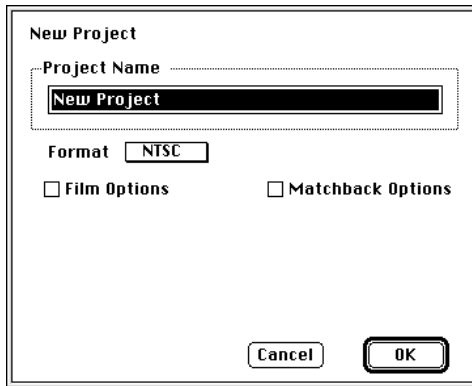 New Project
Project Name
New Project
Format NTSC
Film Options Matchback Options
Cancel OK